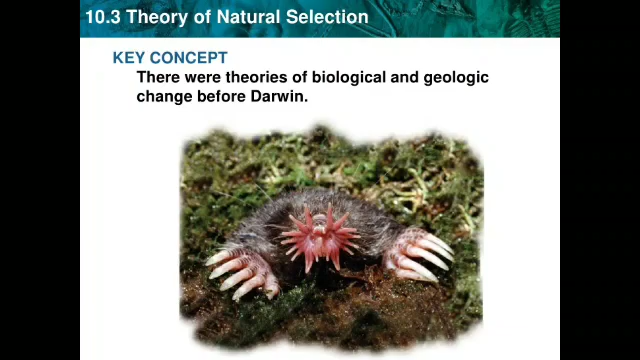 10.3 Theory of Natural Selection
KEY CONCEPT
There were theories of biological and geologic
change before Darwin.